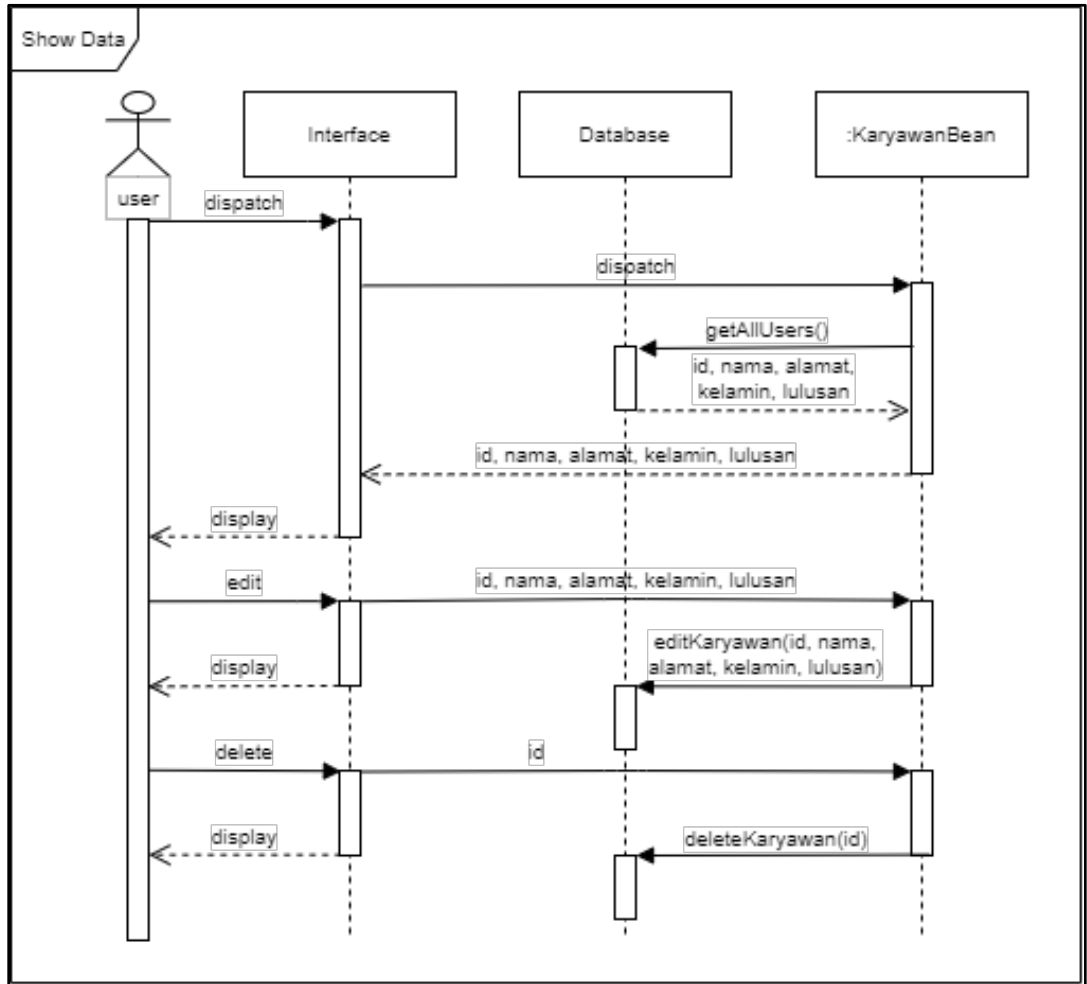 Show Data
Interface
Database
:KaryawanBean
user
dispatch
dispatch
getAllUsers()
id, nama, alamat,
kelamin, lulusan
id, nama, alamat, kelamin, lulusan
display
edit
id, nama, alamat, kelamin, lulusan
editKaryawan(id, nama,
alamat, kelamin, lulusan)
display
delete
id
deleteKaryawan(id)
display